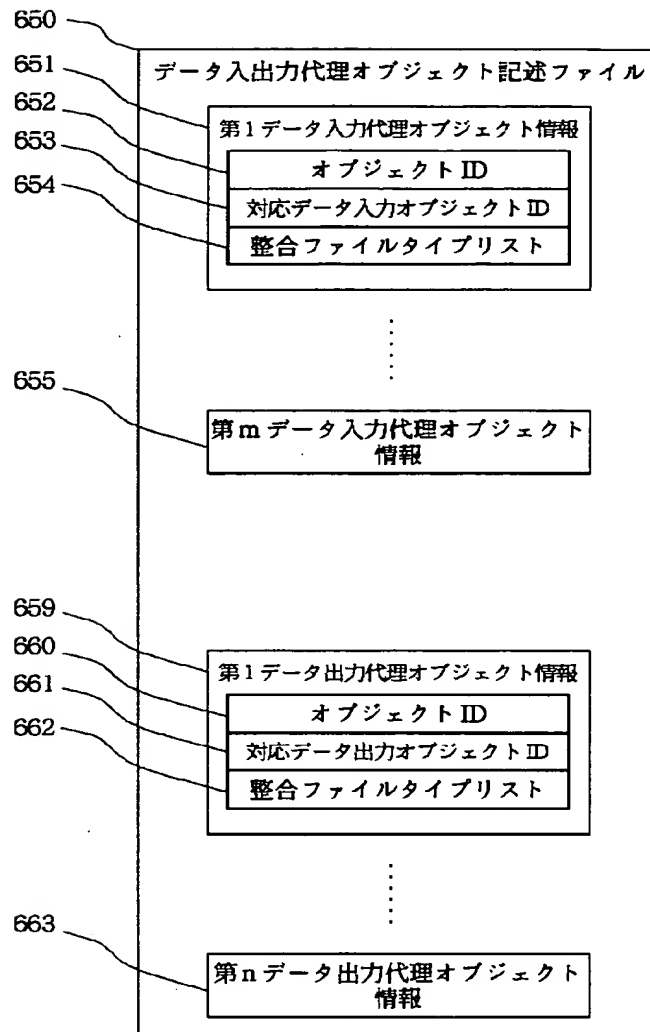 650
データ入出力代理オブジェクト記述ファイル
651
第1データ入力代理オブジェクト情報
652
オブジェクトID
653
対応データ入力オブジェクトID
654
整合ファイルタイプリスト
655
第mデータ入力代理オブジェクト
情報
659
第1データ出力代理オブジェクト情報
660
オブジェクトID
661
対応データ出力オブジェクトID
662
整合ファイルタイプリスト
663
第nデータ出力代理オブジェクト
情報